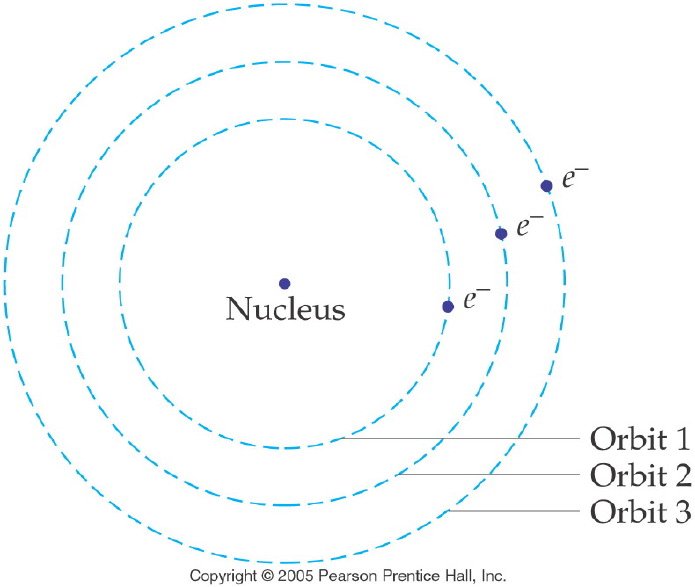 e⁻
e⁻
e⁻
Nucleus
Orbit 1
Orbit 2
Orbit 3
Copyright © 2005 Pearson Prentice Hall, Inc.